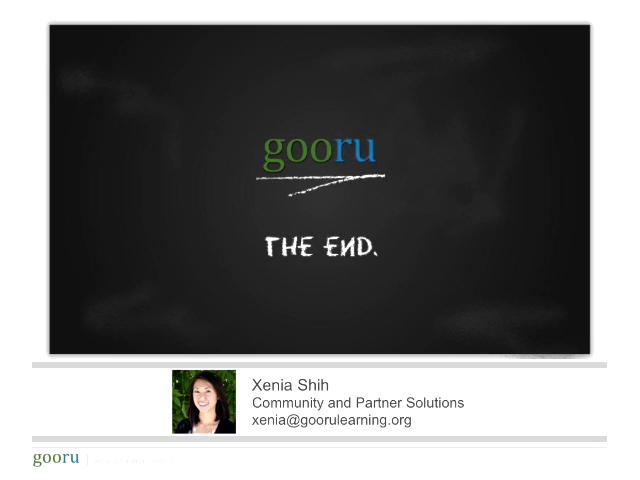 gooru
THE END.
Xenia Shih
Community and Partner Solutions
xenia@goorulearning.org
gooru